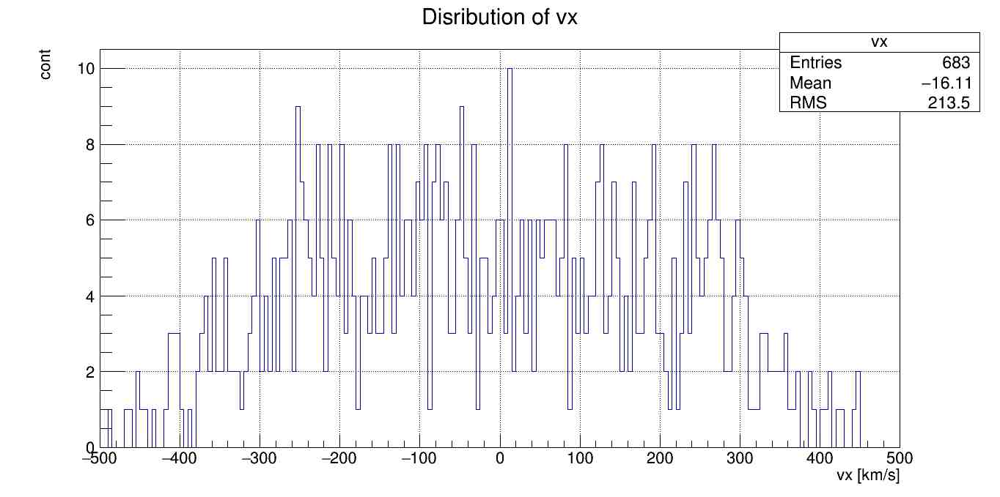 Disribution of vx
vx
Entries 683
Mean −16.11
RMS 213.5
cont
10
8
6
4
2
0
−500 −400 −300 −200 −100 0 100 200 300 400 500
vx [km/s]